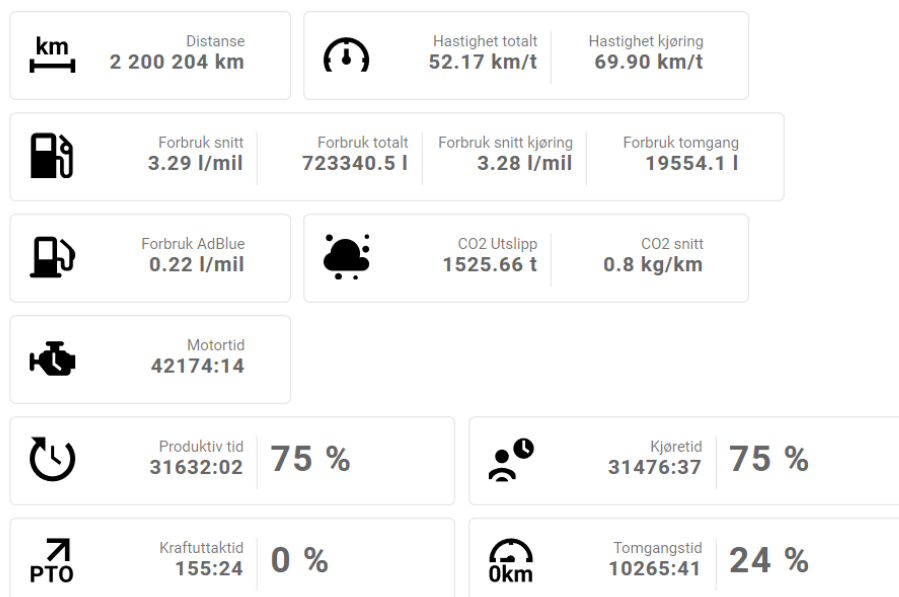 km
Distanse
2 200 204 km
Hastighet totalt
52.17 km/t
Hastighet kjøring
69.90 km/t
Forbruk snitt
3.29 l/mil
Forbruk totalt
723340.5 l
Forbruk snitt kjøring
3.28 l/mil
Forbruk tomgang
19554.1 l
Forbruk AdBlue
0.22 l/mil
CO2 Utslipp
1525.66 t
CO2 snitt
0.8 kg/km
Motortid
42174:14
Produktiv tid
31632:02
75 %
Kjøretid
31476:37
75 %
PTO
Kraftuttaktid
155:24
0 %
0km
Tomgangstid
10265:41
24 %